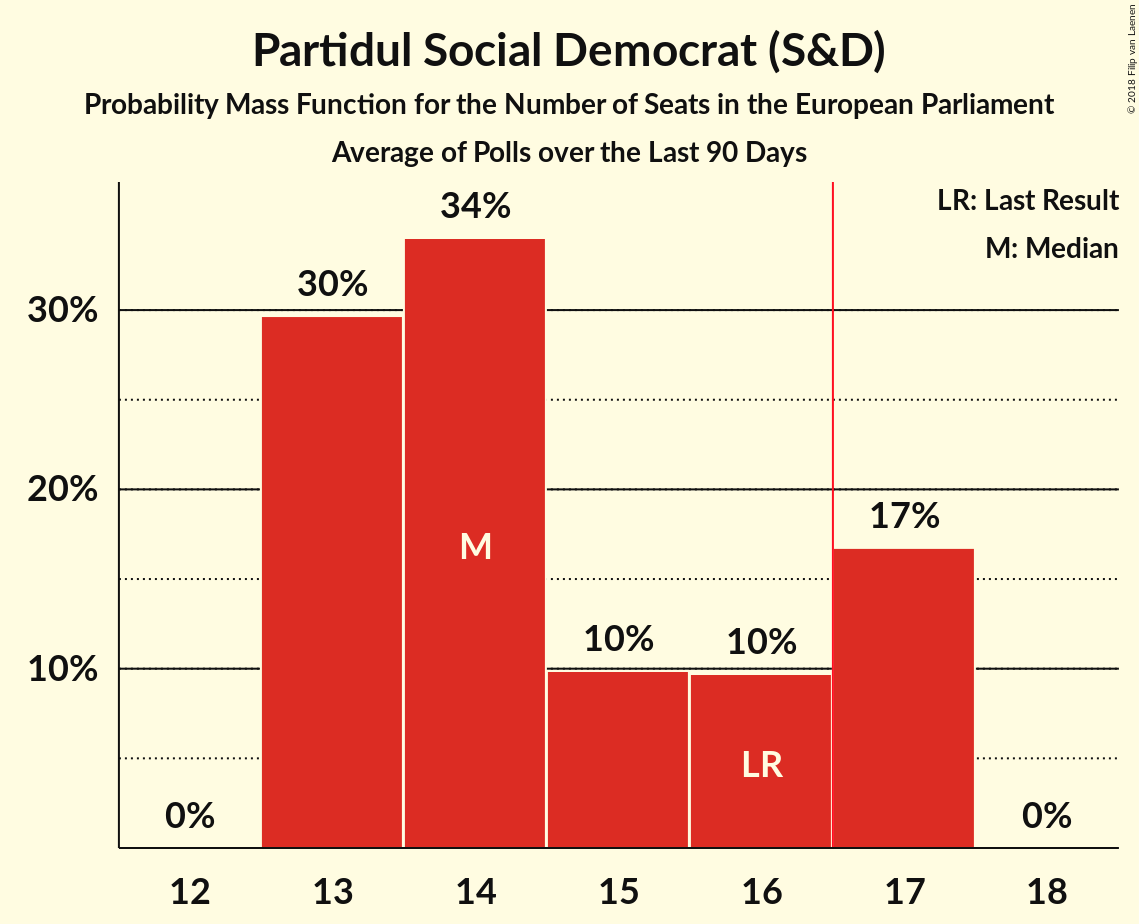 Partidul Social Democrat (S&D)
Probability Mass Function for the Number of Seats in the European Parliament
Average of Polls over the Last 90 Days
© 2018 Filip van Laenen
LR: Last Result
M: Median
34%
30%
30%
20%
17%
M
10%
10%
10%
LR
0%
0%
12 13 14 15 16 17 18